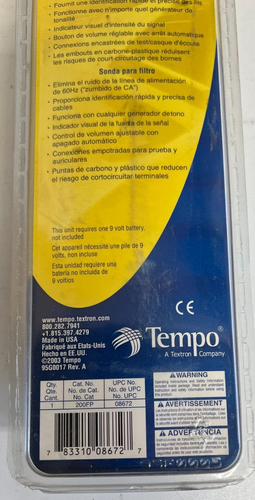 Fournit une identification rapide et précise des fils
Fonctionne avec n'importe quel générateur de
tonalité
Indicateur visuel d'intensité du signal
Bouton de volume réglable avec arrêt automatique
Connexions encastrées de test/casque d'écoute
Les embouts en carbone-plastique réduisent
les risques de court-circuitage des bornes
Sonda para filtro
Elimina el ruido de la línea de alimentación
de 60Hz ("zumbido de CA")
Proporciona identificación rápida y precisa de
cables
Funciona con cualquier generador de tono
Indicador visual de la fuerza de la señal
Control de volumen ajustable con
apagado automático
Conexiones empotradas para prueba y
auriculares
Puntas de carbono y plástico que reducen
el riesgo de cortocircuitar terminales
This unit requires one 9 volt battery,
not included
Cet appareil nécessite une pile de 9
volts, non incluse
Esta unidad requiere una
batería no incluida de
9 voltios
CE
www.tempo.textron.com
800.282.7941
+1.815.397.4279
Made in USA
Fabriqué aux Etats-Unis
Hecho en EE.UU.
©2003 Tempo
95G0017 Rev. A
Tempo
A Textron Company
Qty. Cat. No. UPC No.
Qté. No. de Cat. No. de UPC
Cant. No. Cat No. UPC
1 200FP 08672
7 83310 08672 7
WARNING
AVERTISSEMENT
ADVERTENCIA